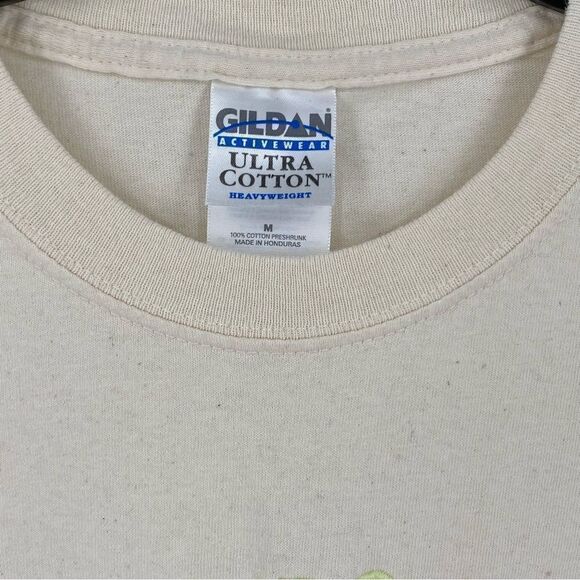 GILDAN®
ACTIVEWEAR
ULTRA
COTTON™
HEAVYWEIGHT
M
100% COTTON PRESHRUNK
MADE IN HONDURAS